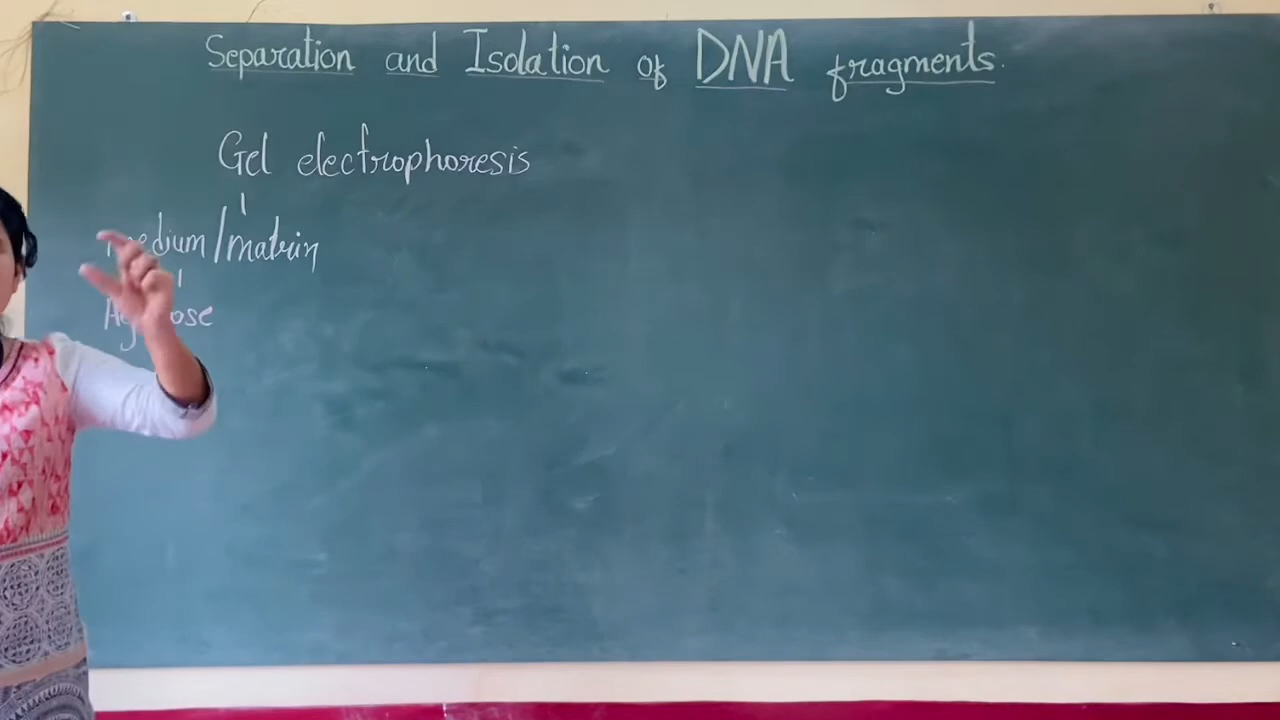 Separation and Isolation of DNA fragments.
Gel electrophoresis
medium/matrix
Agarose